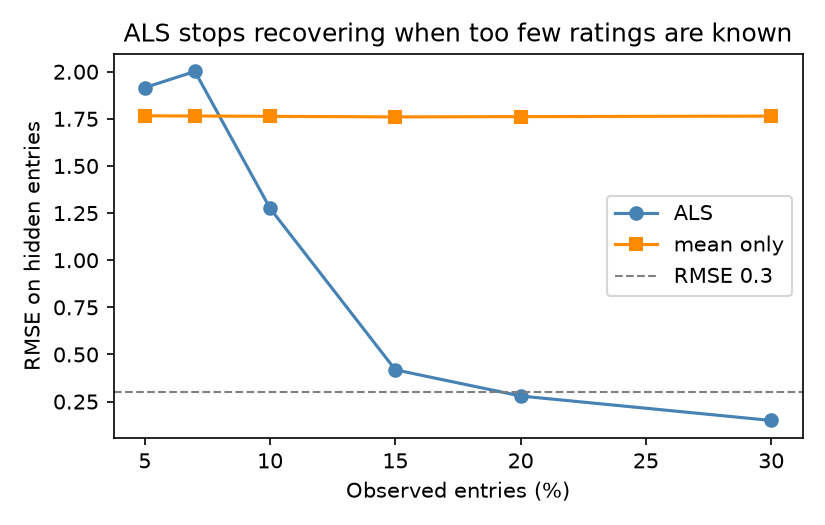 ALS stops recovering when too few ratings are known
RMSE on hidden entries
2.00
1.75
1.50
1.25
1.00
0.75
0.50
0.25
ALS
mean only
RMSE 0.3
5
10
15
20
25
30
Observed entries (%)